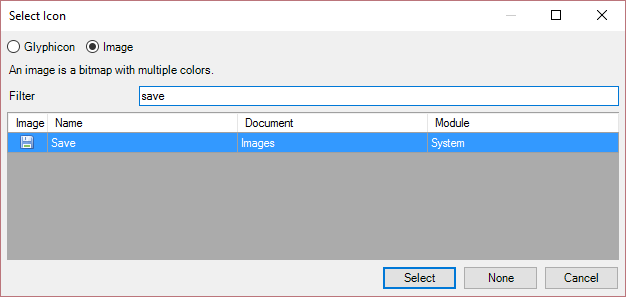 Select Icon
Glyphicon Image
An image is a bitmap with multiple colors.
Filter save
Image Name Document Module
Save Images System
Select None Cancel